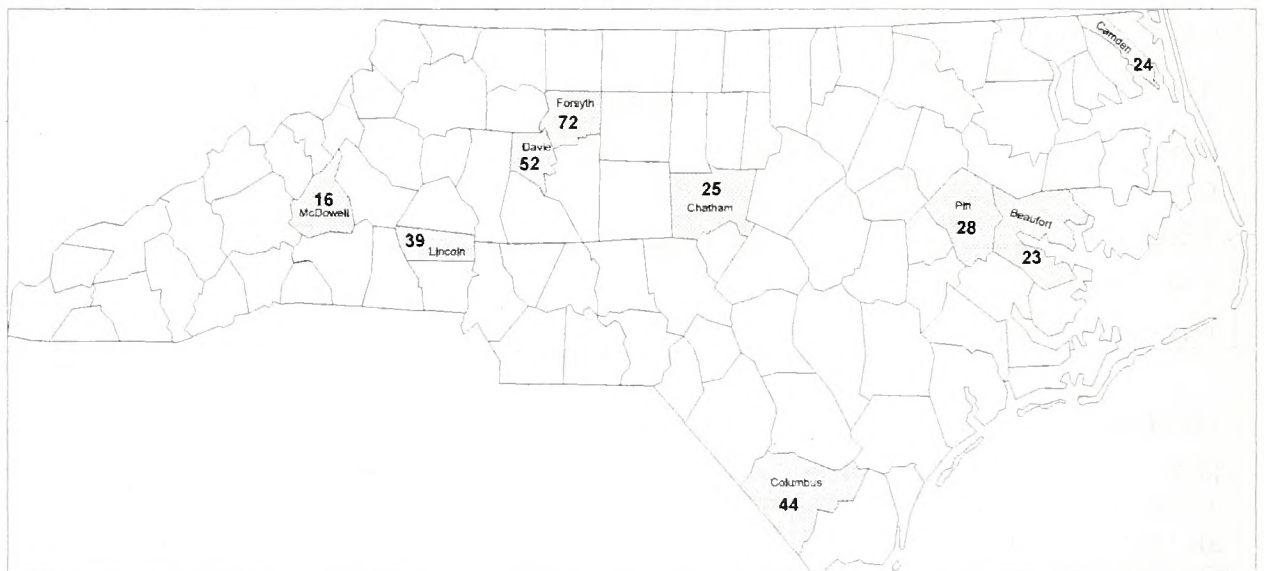 Camden
24
Forsyth
72
Davie
52
25
Chatham
16
McDowell
Pitt
28
Beaufort
23
39 Lincoln
Columbus
44